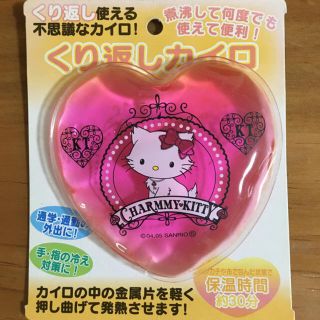 くり返し使える
不思議なカイロ!
煮沸して何度でも
使えて便利!
くり返しカイロ
KT
KT
CHARMMY KITTY
©04,05 SANRIO
通学・通勤の
外出に!
手・指の冷え
対策に!
保温時間
約30分
カイロの中の金属片を軽く
押し曲げて発熱させます!